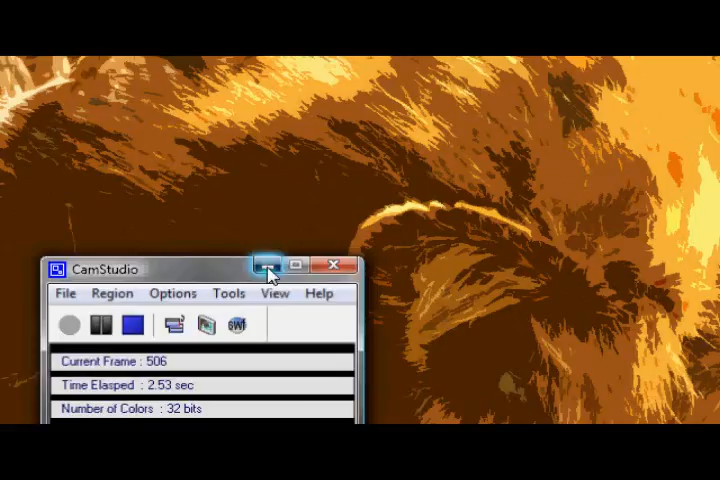 CamStudio
File Region Options Tools View Help
SWF
Current Frame : 506
Time Elasped : 2.53 sec
Number of Colors : 32 bits